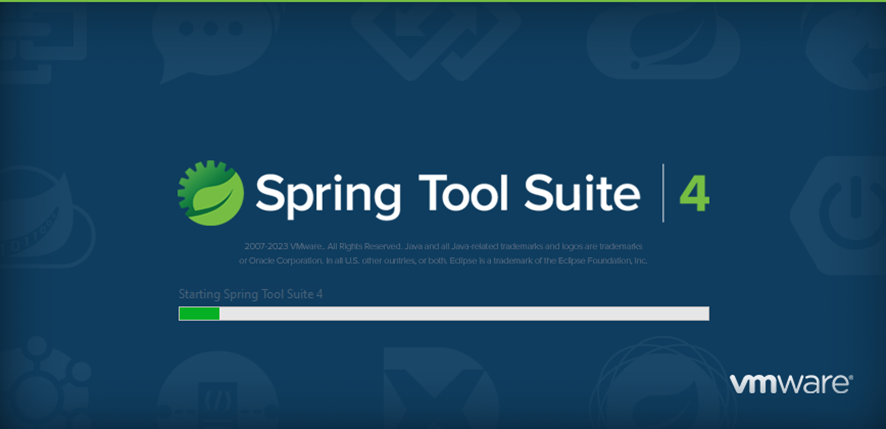 Spring Tool Suite | 4
2007-2023 VMware.. All Rights Reserved. Java and all Java-related trademarks and logos are trademarks
or Oracle Corporation. In all U.S. other ountries, or both. Eclipse is a trademark of the Eclipse Foundation, Inc.
Starting Spring Tool Suite 4
vmware®